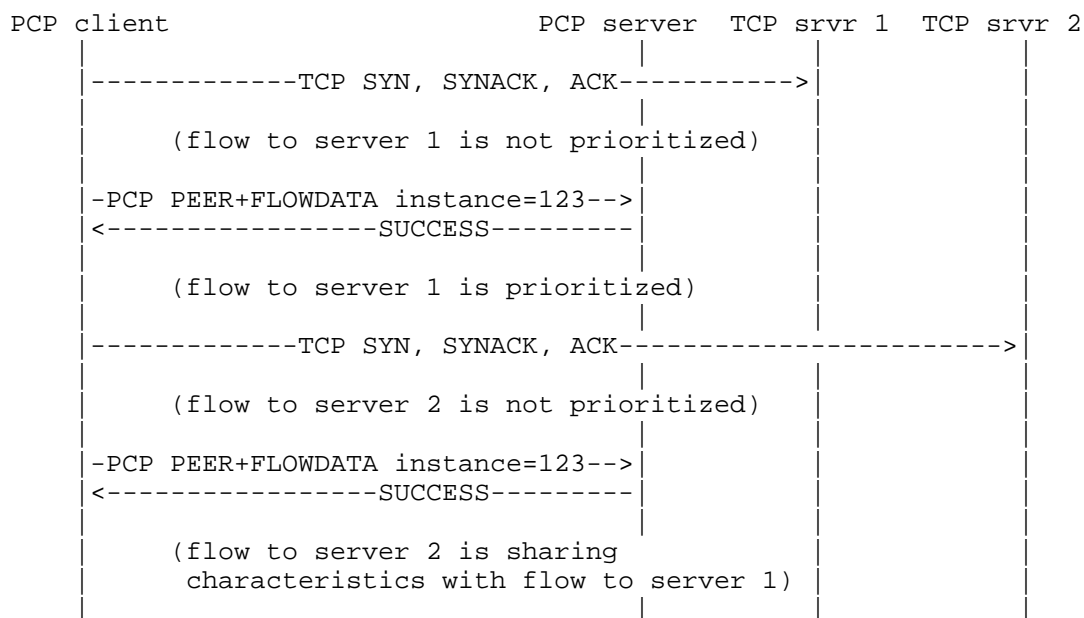 PCP client PCP server TCP srvr 1 TCP srvr 2
|-------------TCP SYN, SYNACK, ACK----------->|
(flow to server 1 is not prioritized)
|-PCP PEER+FLOWDATA instance=123-->|
|<-----------------SUCCESS---------|
(flow to server 1 is prioritized)
|-------------TCP SYN, SYNACK, ACK------------------------>|
(flow to server 2 is not prioritized)
|-PCP PEER+FLOWDATA instance=123-->|
|<-----------------SUCCESS---------|
(flow to server 2 is sharing
characteristics with flow to server 1)